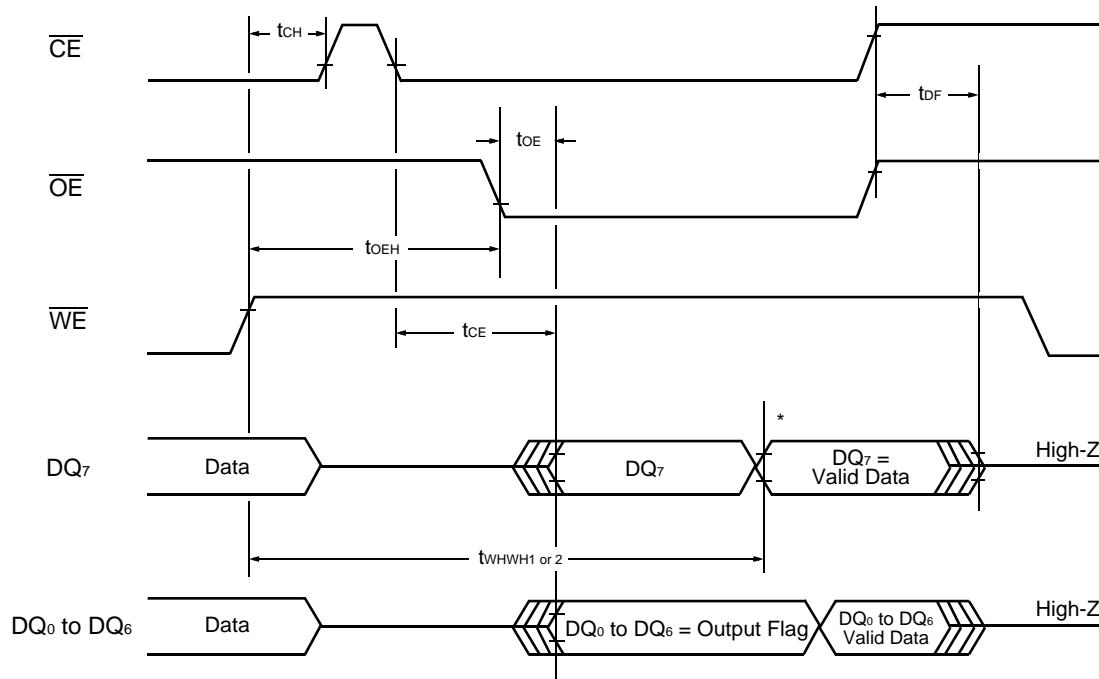 CE
tCH
tDF
tOE
OE
tOEH
WE
tCE
*
DQ7
Data
DQ7
DQ7 =
Valid Data
High-Z
tWHWH1 or 2
DQ0 to DQ6
Data
DQ0 to DQ6 = Output Flag
DQ0 to DQ6
Valid Data
High-Z